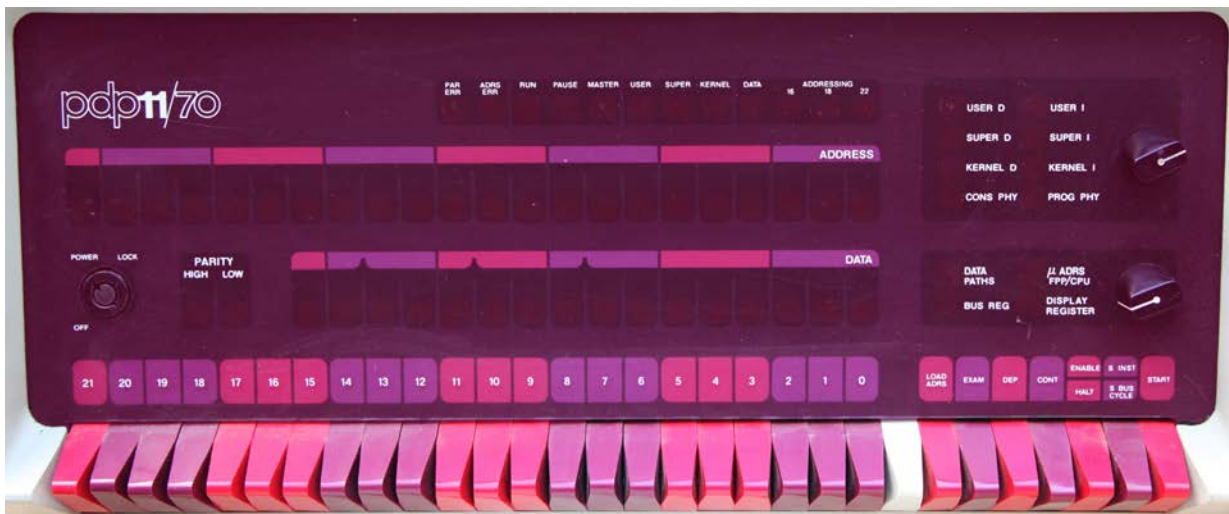 pdp11/70
PAR ERR ADRS ERR RUN PAUSE MASTER USER SUPER KERNEL DATA ADDRESSING 16 18 22
ADDRESS
USER D USER I
SUPER D SUPER I
KERNEL D KERNEL I
CONS PHY PROG PHY
POWER LOCK
OFF
PARITY
HIGH LOW
DATA
DATA PATHS µ ADRS FPP/CPU
BUS REG DISPLAY REGISTER
21 20 19 18 17 16 15 14 13 12 11 10 9 8 7 6 5 4 3 2 1 0
LOAD ADRS EXAM DEP CONT ENABLE HALT S INST S BUS CYCLE START